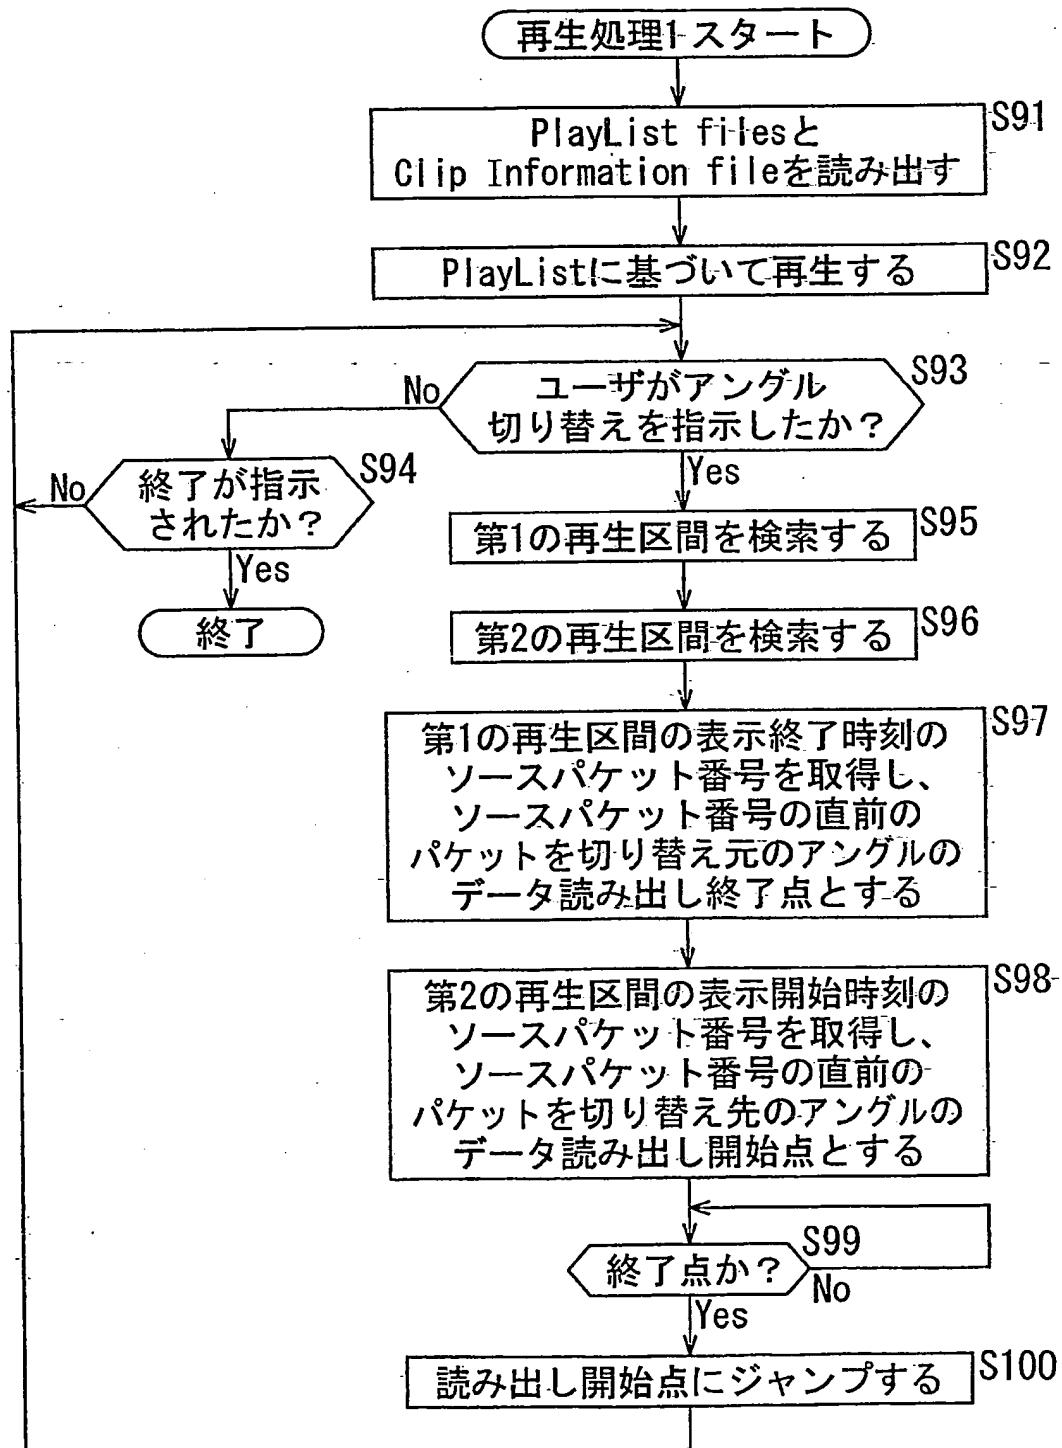 再生処理1 スタート
S91
PlayList filesと
Clip Information fileを読み出す
S92
PlayListに基づいて再生する
S93
ユーザがアングル
切り替えを指示したか？
No
Yes
S94
終了が指示
されたか？
No
Yes
終了
S95
第1の再生区間を検索する
S96
第2の再生区間を検索する
S97
第1の再生区間の表示終了時刻の
ソースパケット番号を取得し、
ソースパケット番号の直前の
パケットを切り替え元のアングルの
データ読み出し終了点とする
S98
第2の再生区間の表示開始時刻の
ソースパケット番号を取得し、
ソースパケット番号の直前の
パケットを切り替え先のアングルの
データ読み出し開始点とする
S99
終了点か？
No
Yes
S100
読み出し開始点にジャンプする